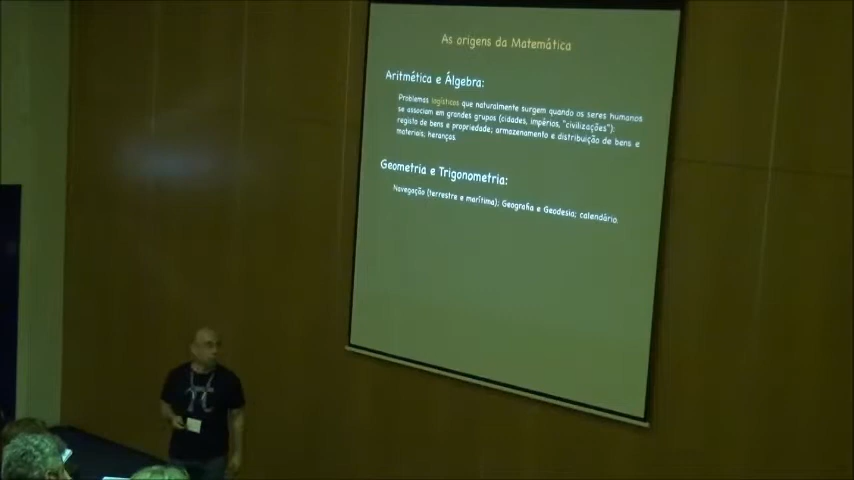 As origens da Matemática
Aritmética e Álgebra:
Problemas logísticos que naturalmente surgem quando os seres humanos
se associam em grandes grupos (cidades, impérios, "civilizações"):
registo de bens e propriedade; armazenamento e distribuição de bens e
materiais; heranças.
Geometria e Trigonometria:
Navegação (terrestre e marítima); Geografia e Geodesia; calendário.
π